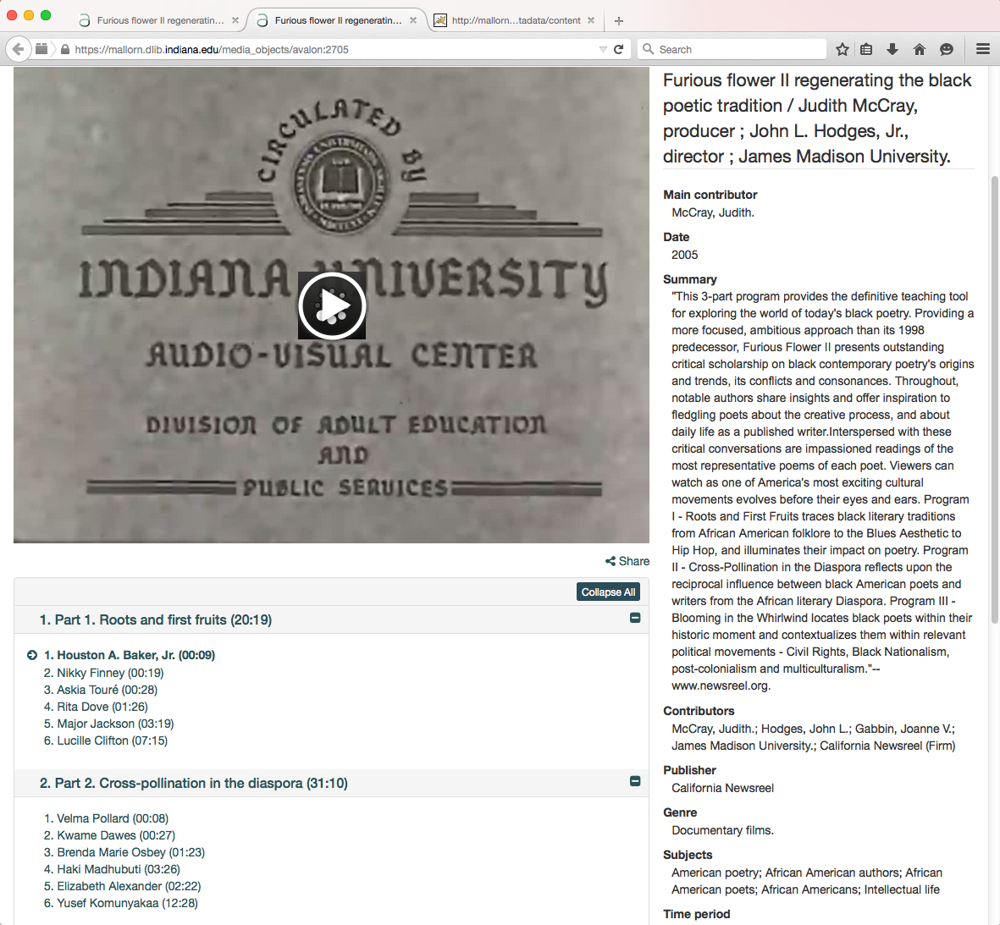 Furious flower II regeneratin...
Furious flower II regeneratin...
http://mallorn...tadata/content
https://mallorn.dlib.indiana.edu/media_objects/avalon:2705
Search
CIRCULATED BY
INDIANA UNIVERSITY
AUDIO-VISUAL CENTER
DIVISION OF ADULT EDUCATION
AND
PUBLIC SERVICES
Share
Collapse All
1. Part 1. Roots and first fruits (20:19)
1. Houston A. Baker, Jr. (00:09)
2. Nikky Finney (00:19)
3. Askia Touré (00:28)
4. Rita Dove (01:26)
5. Major Jackson (03:19)
6. Lucille Clifton (07:15)
2. Part 2. Cross-pollination in the diaspora (31:10)
1. Velma Pollard (00:08)
2. Kwame Dawes (00:27)
3. Brenda Marie Osbey (01:23)
4. Haki Madhubuti (03:26)
5. Elizabeth Alexander (02:22)
6. Yusef Komunyakaa (12:28)
Furious flower II regenerating the black
poetic tradition / Judith McCray,
producer ; John L. Hodges, Jr.,
director ; James Madison University.
Main contributor
McCray, Judith.
Date
2005
Summary
"This 3-part program provides the definitive teaching tool
for exploring the world of today's black poetry. Providing a
more focused, ambitious approach than its 1998
predecessor, Furious Flower II presents outstanding
critical scholarship on black contemporary poetry's origins
and trends, its conflicts and consonances. Throughout,
notable authors share insights and offer inspiration to
fledgling poets about the creative process, and about
daily life as a published writer.Interspersed with these
critical conversations are impassioned readings of the
most representative poems of each poet. Viewers can
watch as one of America's most exciting cultural
movements evolves before their eyes and ears. Program
I - Roots and First Fruits traces black literary traditions
from African American folklore to the Blues Aesthetic to
Hip Hop, and illuminates their impact on poetry. Program
II - Cross-Pollination in the Diaspora reflects upon the
reciprocal influence between black American poets and
writers from the African literary Diaspora. Program III -
Blooming in the Whirlwind locates black poets within their
historic moment and contextualizes them within relevant
political movements - Civil Rights, Black Nationalism,
post-colonialism and multiculturalism."--
www.newsreel.org.
Contributors
McCray, Judith.; Hodges, John L.; Gabbin, Joanne V.;
James Madison University.; California Newsreel (Firm)
Publisher
California Newsreel
Genre
Documentary films.
Subjects
American poetry; African American authors; African
American poets; African Americans; Intellectual life
Time period